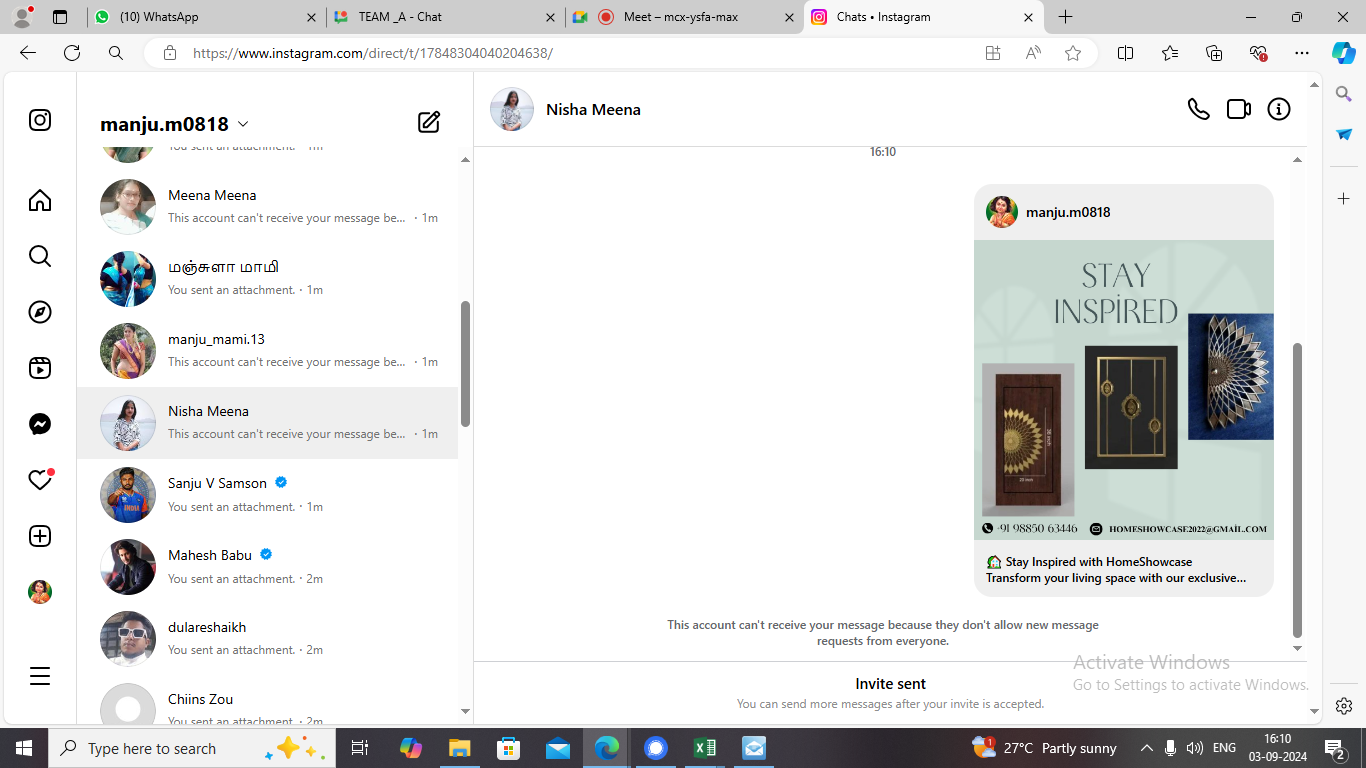 (10) WhatsApp
TEAM _A - Chat
Meet – mcx-ysfa-max
Chats • Instagram
https://www.instagram.com/direct/t/17848304040204638/
manju.m0818
You sent an attachment. · 1m
Meena Meena
This account can't receive your message be... · 1m
மஞ்சுளா மாமி
You sent an attachment. · 1m
manju_mami.13
This account can't receive your message be... · 1m
Nisha Meena
This account can't receive your message be... · 1m
Sanju V Samson
You sent an attachment. · 1m
Mahesh Babu
You sent an attachment. · 2m
dulareshaikh
You sent an attachment. · 2m
Chiins Zou
You sent an attachment. · 2m
Nisha Meena
16:10
manju.m0818
STAY
INSPIRED
38 inch
20 inch
+91 98850 63446
HOMESHOWCASE2022@GMAIL.COM
Stay Inspired with HomeShowcase
Transform your living space with our exclusive...
This account can't receive your message because they don't allow new message
requests from everyone.
Invite sent
You can send more messages after your invite is accepted.
Activate Windows
Go to Settings to activate Windows.
Type here to search
1
27°C Partly sunny
ENG
16:10
03-09-2024
2